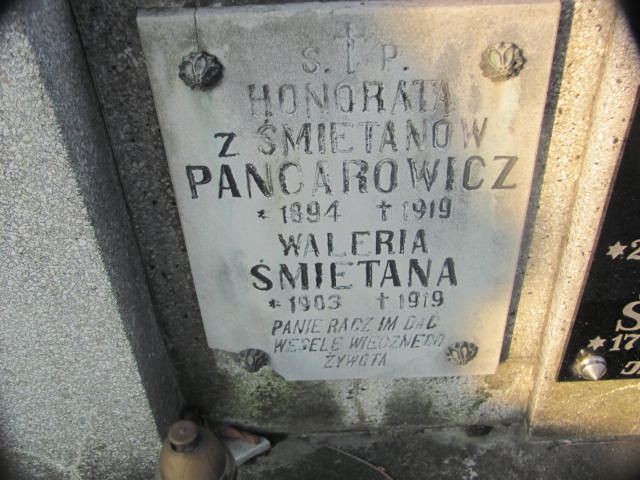 S. † P.
HONORATA
Z ŚMIETANÓW
PANCAROWICZ
* 1894 † 1919
WALERIA
ŚMIETANA
* 1903 † 1919
PANIE RACZ IM DAĆ
WESELE WIECZNEGO
ŻYWOTA